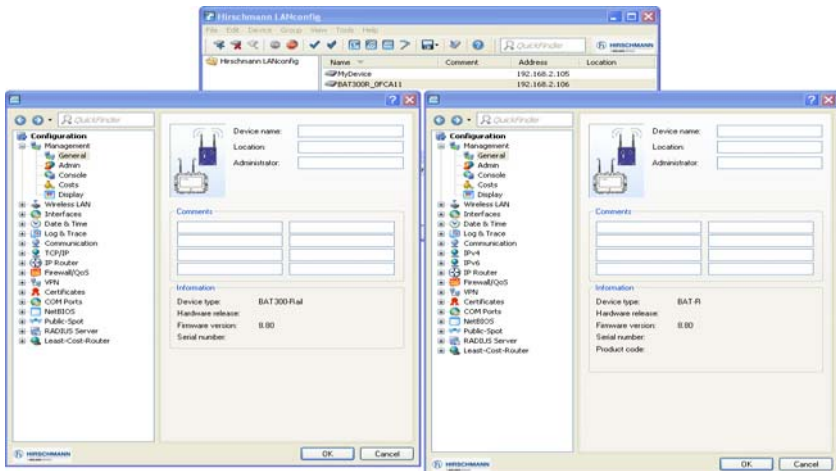 Hirschmann LANconfig
File Edit Device Group View Tools Help
QuickFinder
HIRSCHMANN
Hirschmann LANconfig
Name Comment Address Location
MyDevice 192.168.2.105
BAT300R_0FCA11 192.168.2.106
QuickFinder
Configuration
Management
General
Admin
Console
Costs
Display
Wireless LAN
Interfaces
Date & Time
Log & Trace
Communication
TCP/IP
IP Router
Firewall/QoS
VPN
Certificates
COM Ports
NetBIOS
Public-Spot
RADIUS Server
Least-Cost-Router
Device name:
Location:
Administrator:
Comments
Information
Device type: BAT300-Rail
Hardware release:
Firmware version: 8.80
Serial number:
HIRSCHMANN
OK Cancel
QuickFinder
Configuration
Management
General
Admin
Console
Costs
Display
Wireless LAN
Interfaces
Date & Time
Log & Trace
Communication
IPv4
IPv6
IP Router
Firewall/QoS
VPN
Certificates
COM Ports
NetBIOS
Public-Spot
RADIUS Server
Least-Cost-Router
Device name:
Location:
Administrator:
Comments
Information
Device type: BAT-R
Hardware release:
Firmware version: 8.80
Serial number:
Product code:
HIRSCHMANN
OK Cancel